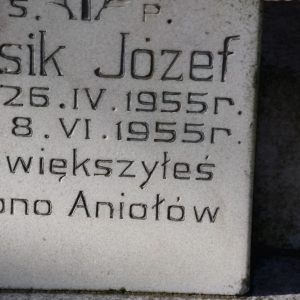 Ś. P.
sik Józef
26.IV.1955r.
8.VI.1955r.
większyłeś
ono Aniołów